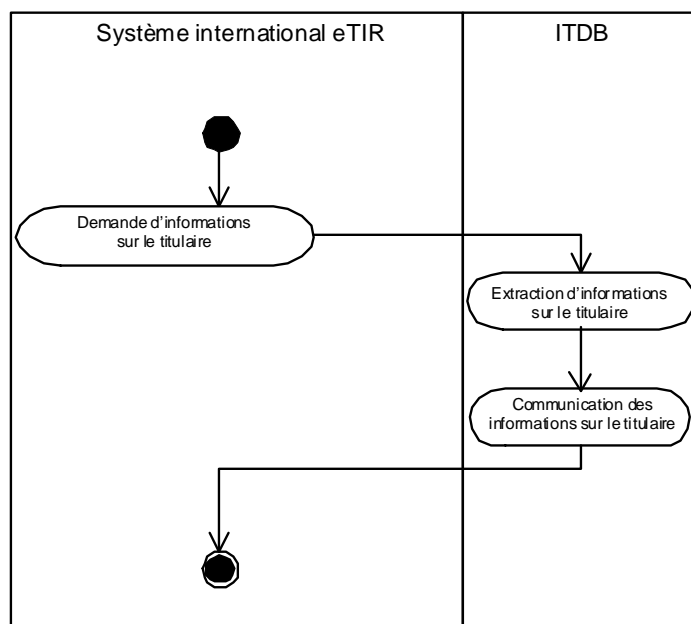 Système international eTIR
ITDB
Demande d'informations
sur le titulaire
Extraction d'informations
sur le titulaire
Communication des
informations sur le titulaire